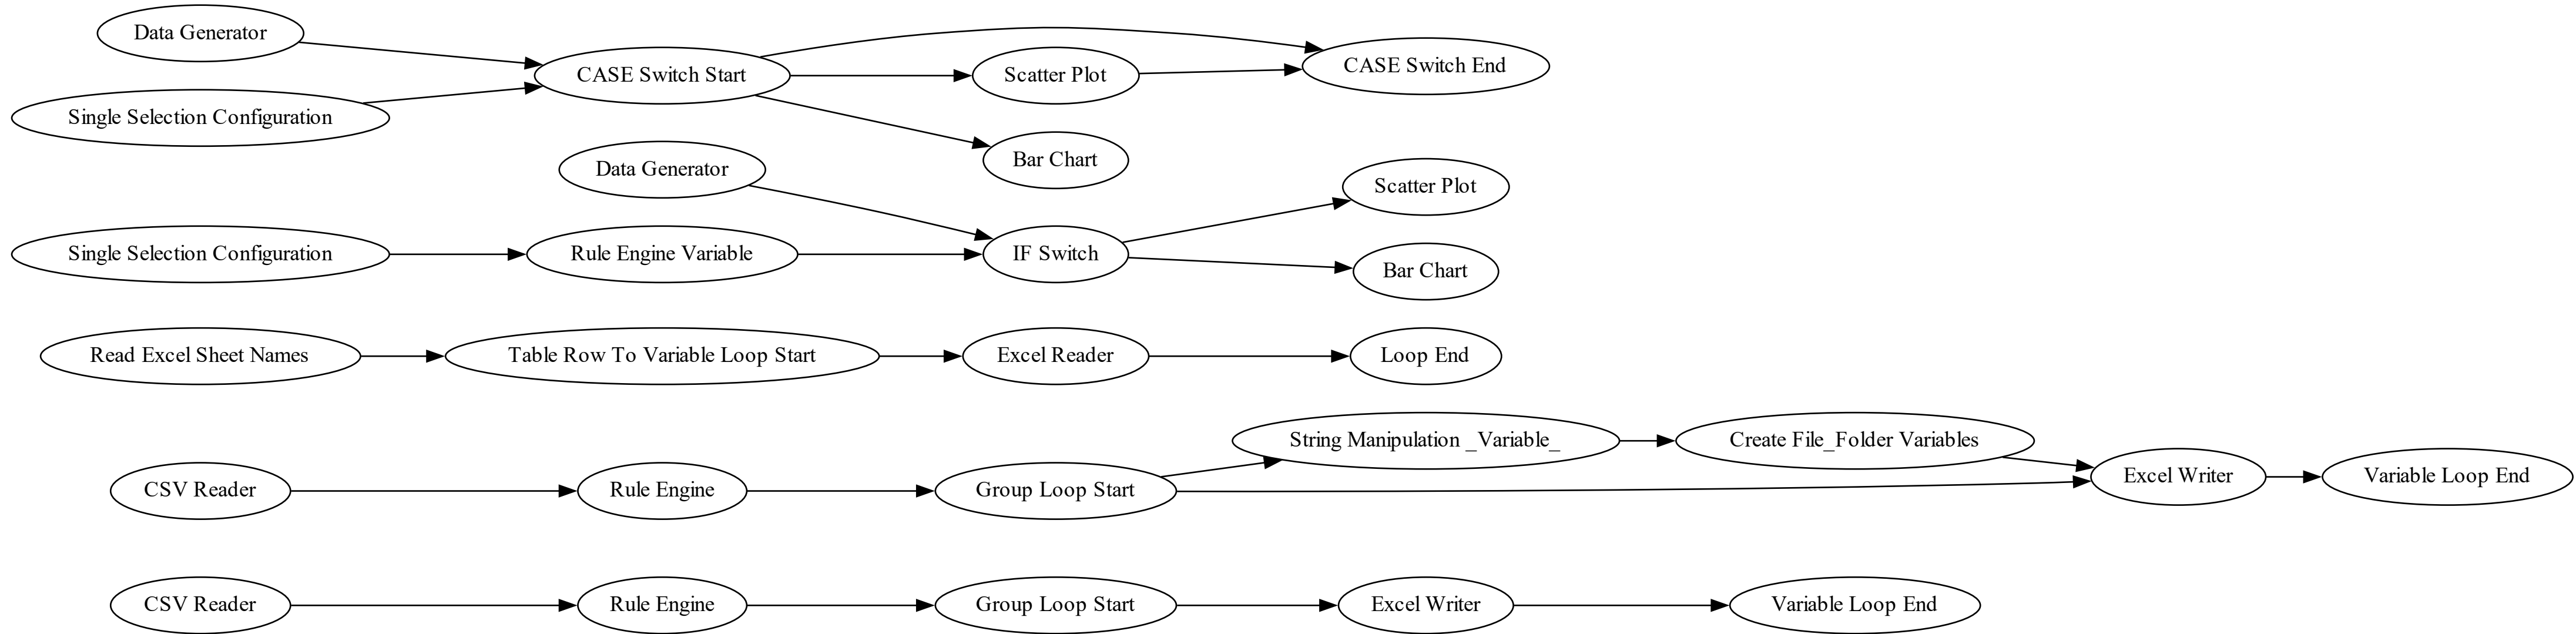 Data Generator
Single Selection Configuration
CASE Switch Start
Scatter Plot
Bar Chart
CASE Switch End
Data Generator
Single Selection Configuration
Rule Engine Variable
IF Switch
Scatter Plot
Bar Chart
Read Excel Sheet Names
Table Row To Variable Loop Start
Excel Reader
Loop End
CSV Reader
Rule Engine
Group Loop Start
String Manipulation _Variable_
Create File_Folder Variables
Excel Writer
Variable Loop End
CSV Reader
Rule Engine
Group Loop Start
Excel Writer
Variable Loop End